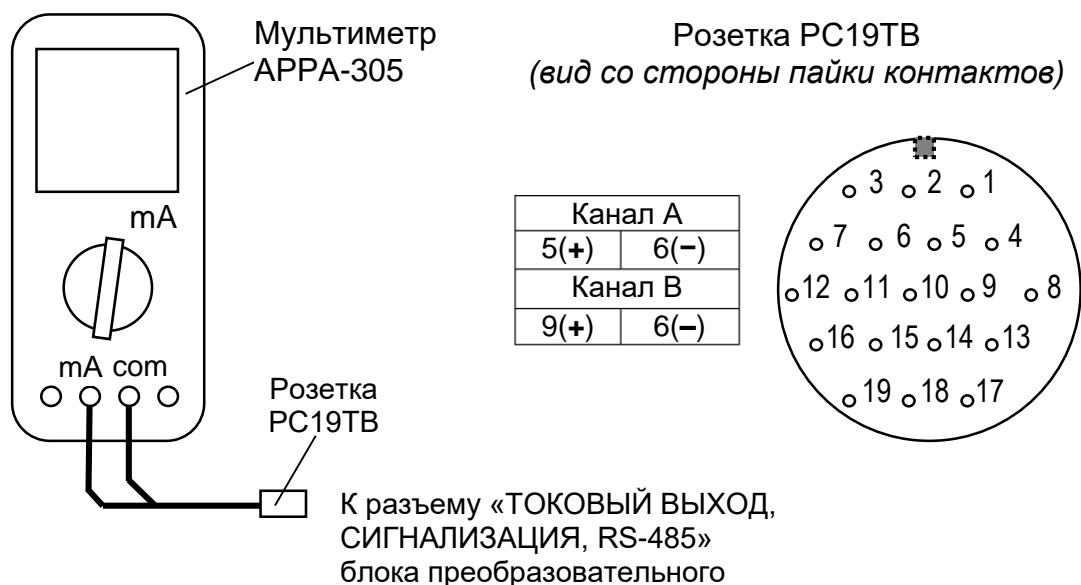 Мультиметр
APPA-305
mA
mA com
Розетка
РС19ТВ
К разъему «ТОКОВЫЙ ВЫХОД,
СИГНАЛИЗАЦИЯ, RS-485»
блока преобразовательного
Розетка РС19ТВ
(вид со стороны пайки контактов)
Канал А
5(+) 6(−)
Канал В
9(+) 6(−)
3 2 1
7 6 5 4
12 11 10 9 8
16 15 14 13
19 18 17